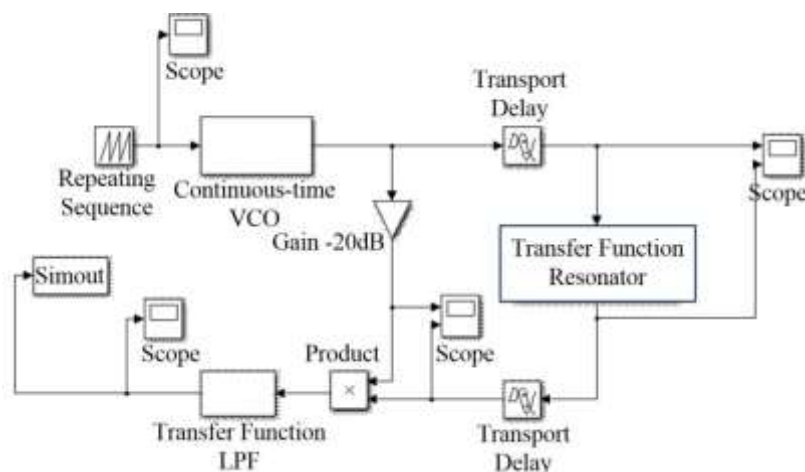 Scope
Transport
Delay
Repeating
Sequence
Continuous-time
VCO
Scope
Gain -20dB
Transfer Function
Resonator
Simout
Scope
Product
×
Scope
Transfer Function
LPF
Transport
Delay